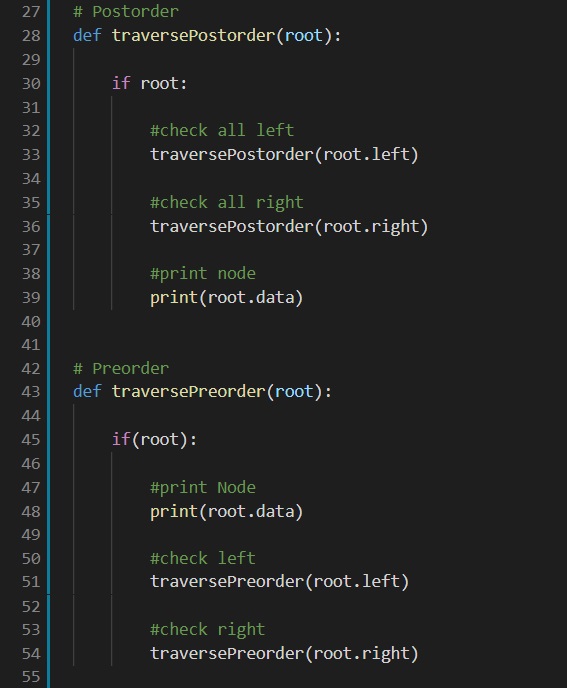 27 # Postorder
28 def traversePostorder(root):
29
30 if root:
31
32 #check all left
33 traversePostorder(root.left)
34
35 #check all right
36 traversePostorder(root.right)
37
38 #print node
39 print(root.data)
40
41
42 # Preorder
43 def traversePreorder(root):
44
45 if(root):
46
47 #print Node
48 print(root.data)
49
50 #check left
51 traversePreorder(root.left)
52
53 #check right
54 traversePreorder(root.right)
55